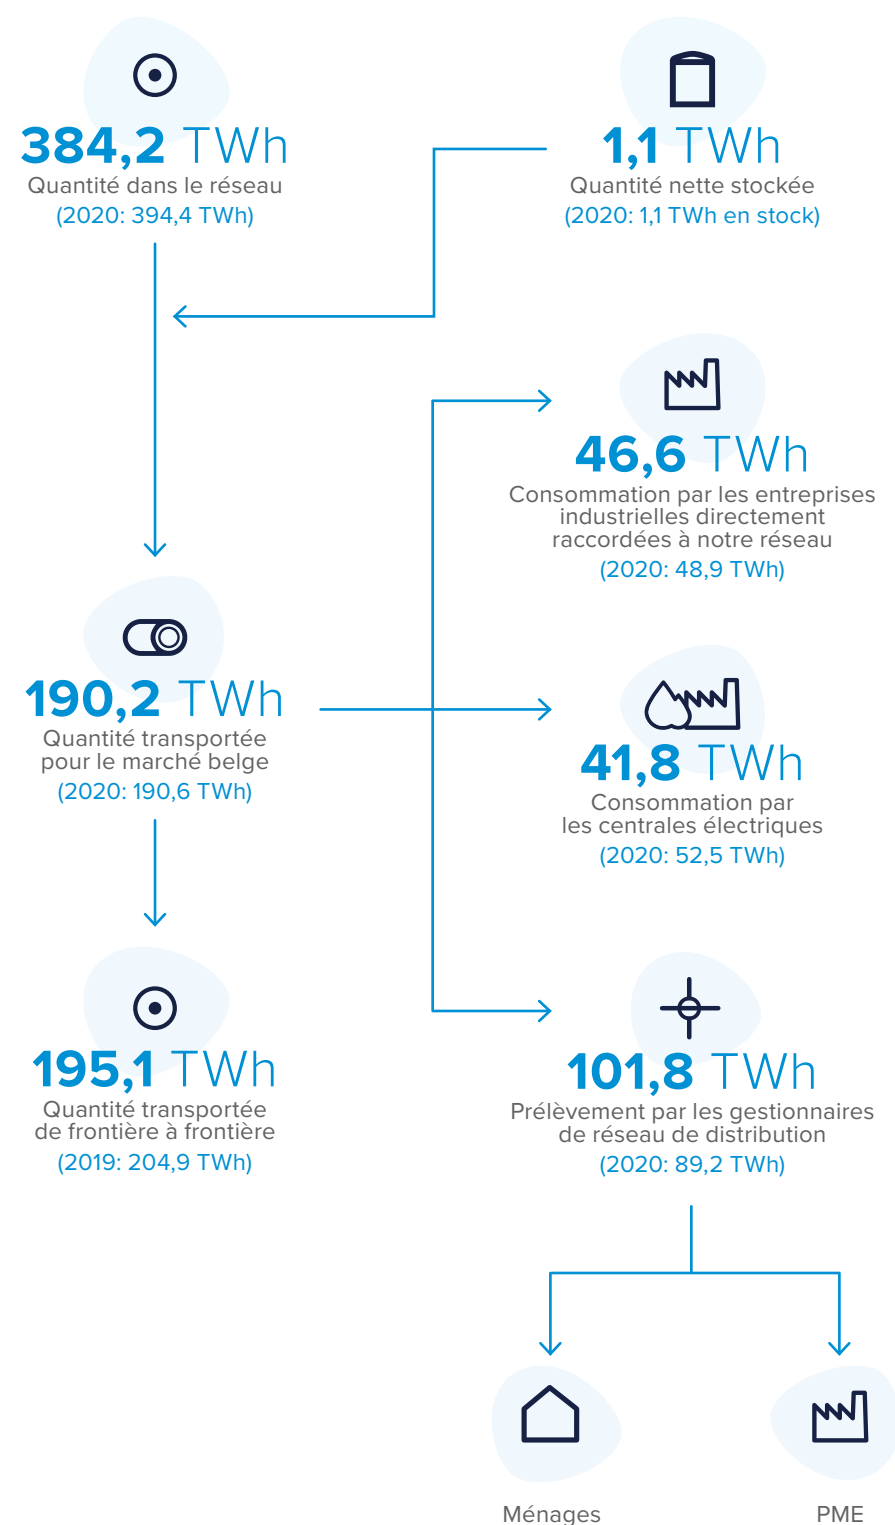 384,2 TWh
Quantité dans le réseau
(2020: 394,4 TWh)
1,1 TWh
Quantité nette stockée
(2020: 1,1 TWh en stock)
46,6 TWh
Consommation par les entreprises
industrielles directement
raccordées à notre réseau
(2020: 48,9 TWh)
190,2 TWh
Quantité transportée
pour le marché belge
(2020: 190,6 TWh)
41,8 TWh
Consommation par
les centrales électriques
(2020: 52,5 TWh)
195,1 TWh
Quantité transportée
de frontière à frontière
(2019: 204,9 TWh)
101,8 TWh
Prélèvement par les gestionnaires
de réseau de distribution
(2020: 89,2 TWh)
Ménages
PME